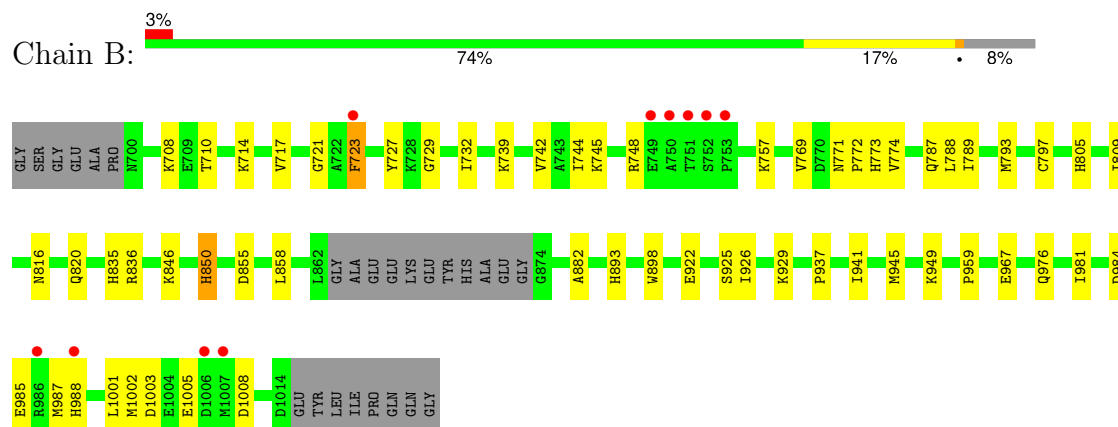 3%
Chain B:
74% 17% • 8%
GLY SER GLY GLU ALA PRO N700 K708 E709 T710 K714 V717 G721 A722 F723 Y727 K728 G729 I732 K739 V742 A743 I744 K745 R748 E749 A750 T751 S752 P753 K757 V769 D770 N771 P772 H773 V774 Q787 L788 I789 M793 C797 H805
N816 Q820 H835 R836 K846 H850 D855 L858 L862 GLY ALA GLU GLU LYS GLU TYR HIS ALA GLU GLY G874 A882 H893 W898 E922 S925 I926 K929 P937 I941 M945 K949 P959 E967 Q976 I981
E985 R986 M987 H988 L1001 M1002 D1003 E1004 E1005 D1006 M1007 D1008 D1014 GLU TYR LEU ILE PRO GLN GLN GLY